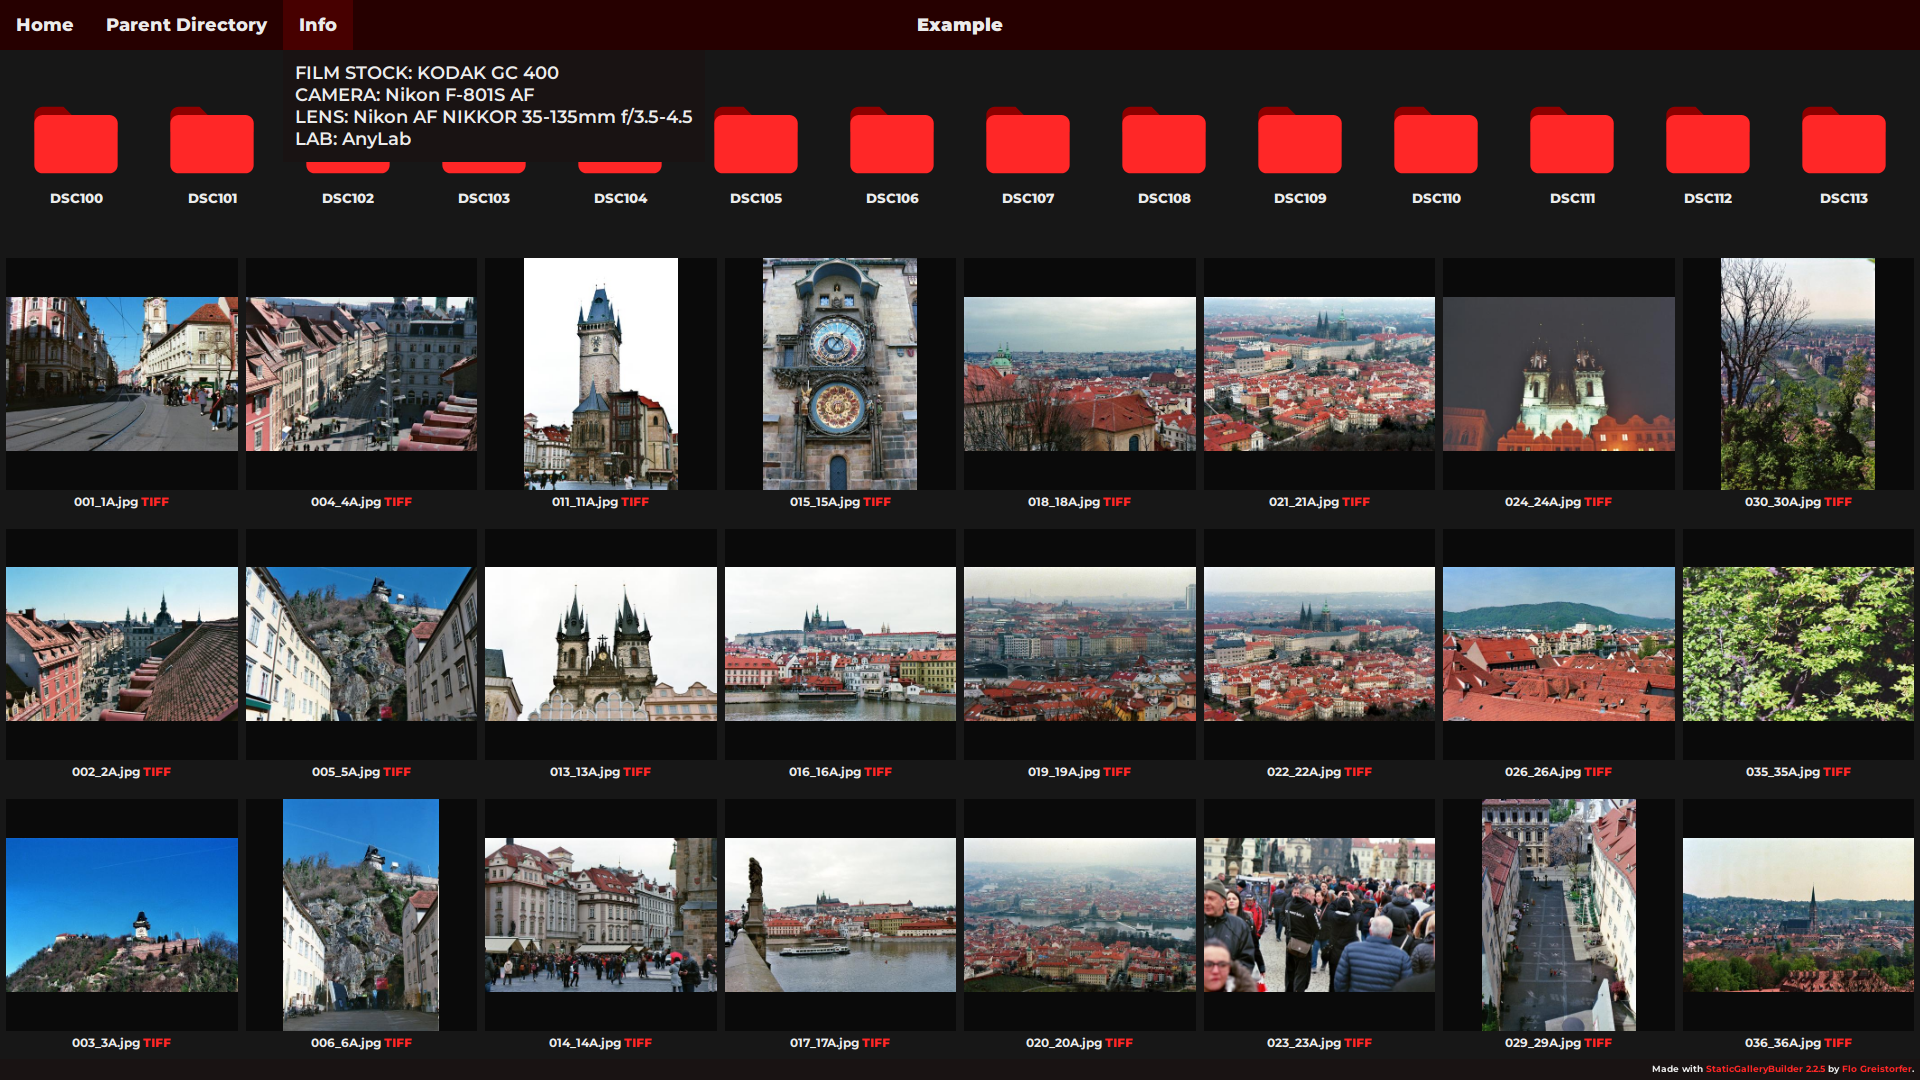 Home Parent Directory Info Example
FILM STOCK: KODAK GC 400
CAMERA: Nikon F-801S AF
LENS: Nikon AF NIKKOR 35-135mm f/3.5-4.5
LAB: AnyLab
DSC100 DSC101 DSC102 DSC103 DSC104 DSC105 DSC106 DSC107 DSC108 DSC109 DSC110 DSC111 DSC112 DSC113
001_1A.jpg TIFF 004_4A.jpg TIFF 011_11A.jpg TIFF 015_15A.jpg TIFF 018_18A.jpg TIFF 021_21A.jpg TIFF 024_24A.jpg TIFF 030_30A.jpg TIFF
002_2A.jpg TIFF 005_5A.jpg TIFF 013_13A.jpg TIFF 016_16A.jpg TIFF 019_19A.jpg TIFF 022_22A.jpg TIFF 026_26A.jpg TIFF 035_35A.jpg TIFF
003_3A.jpg TIFF 006_6A.jpg TIFF 014_14A.jpg TIFF 017_17A.jpg TIFF 020_20A.jpg TIFF 023_23A.jpg TIFF 029_29A.jpg TIFF 036_36A.jpg TIFF
Made with StaticGalleryBuilder 2.2.5 by Flo Greistorfer.